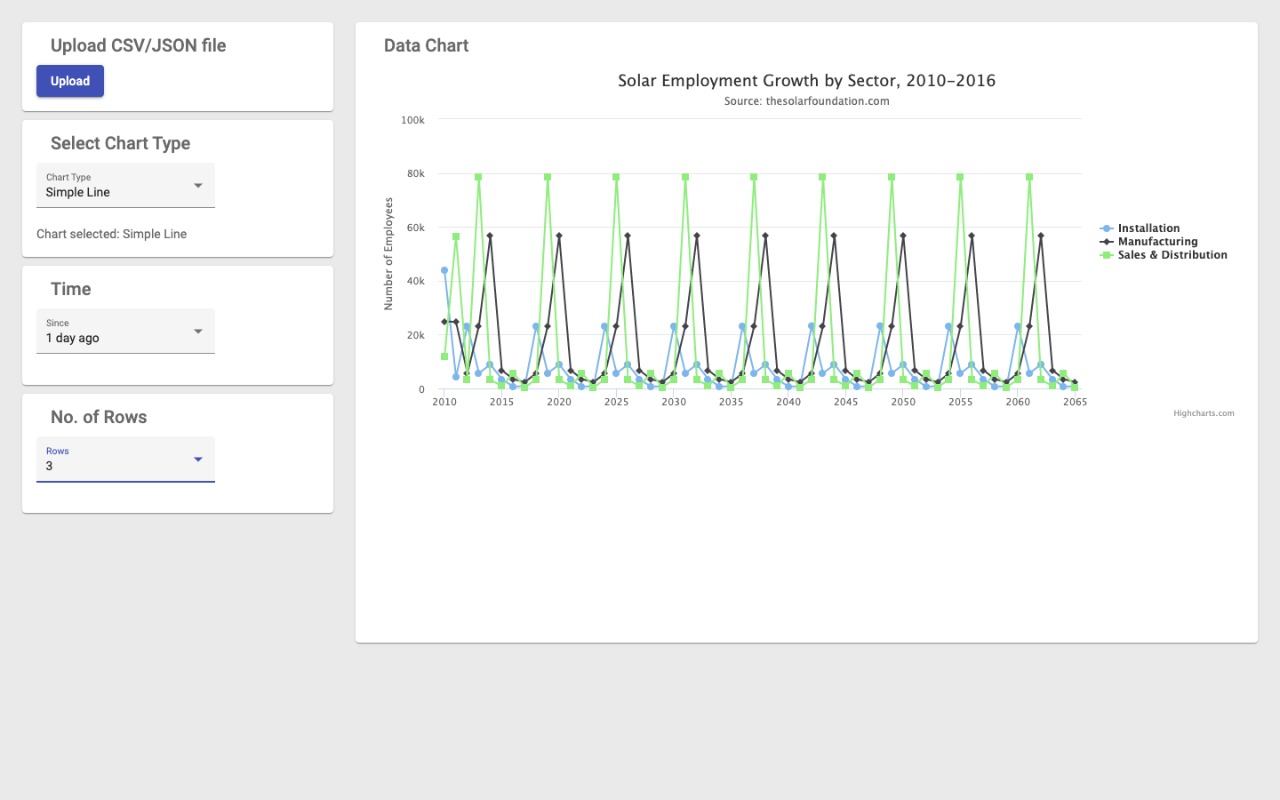 Upload CSV/JSON file
Upload
Select Chart Type
Chart Type
Simple Line
Chart selected: Simple Line
Time
Since
1 day ago
No. of Rows
Rows
3
Data Chart
Solar Employment Growth by Sector, 2010-2016
Source: thesolarfoundation.com
Number of Employees
100k
80k
60k
40k
20k
0
2010 2015 2020 2025 2030 2035 2040 2045 2050 2055 2060 2065
Installation
Manufacturing
Sales & Distribution
Highcharts.com